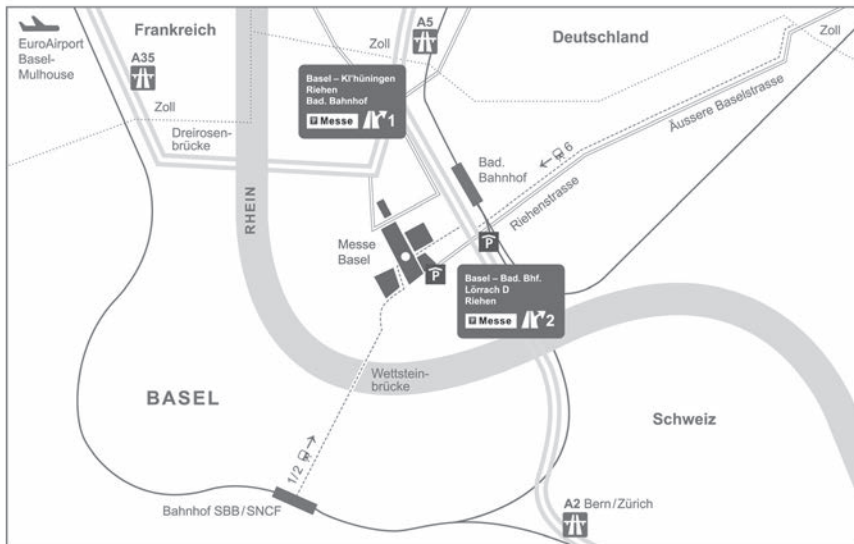 EuroAirport
Basel-
Mulhouse
Frankreich
A35
Zoll
Dreirosen-
brücke
Zoll
A5
Deutschland
Zoll
Basel – Kl'hüningen
Riehen
Bad. Bahnhof
P Messe 1
Äussere Baselstrasse
6
Bad.
Bahnhof
Riehenstrasse
RHEIN
Messe
Basel
P
P
Basel – Bad. Bhf.
Lörrach D
Riehen
P Messe 2
Wettstein-
brücke
BASEL
Schweiz
1/2
Bahnhof SBB/SNCF
A2 Bern/Zürich